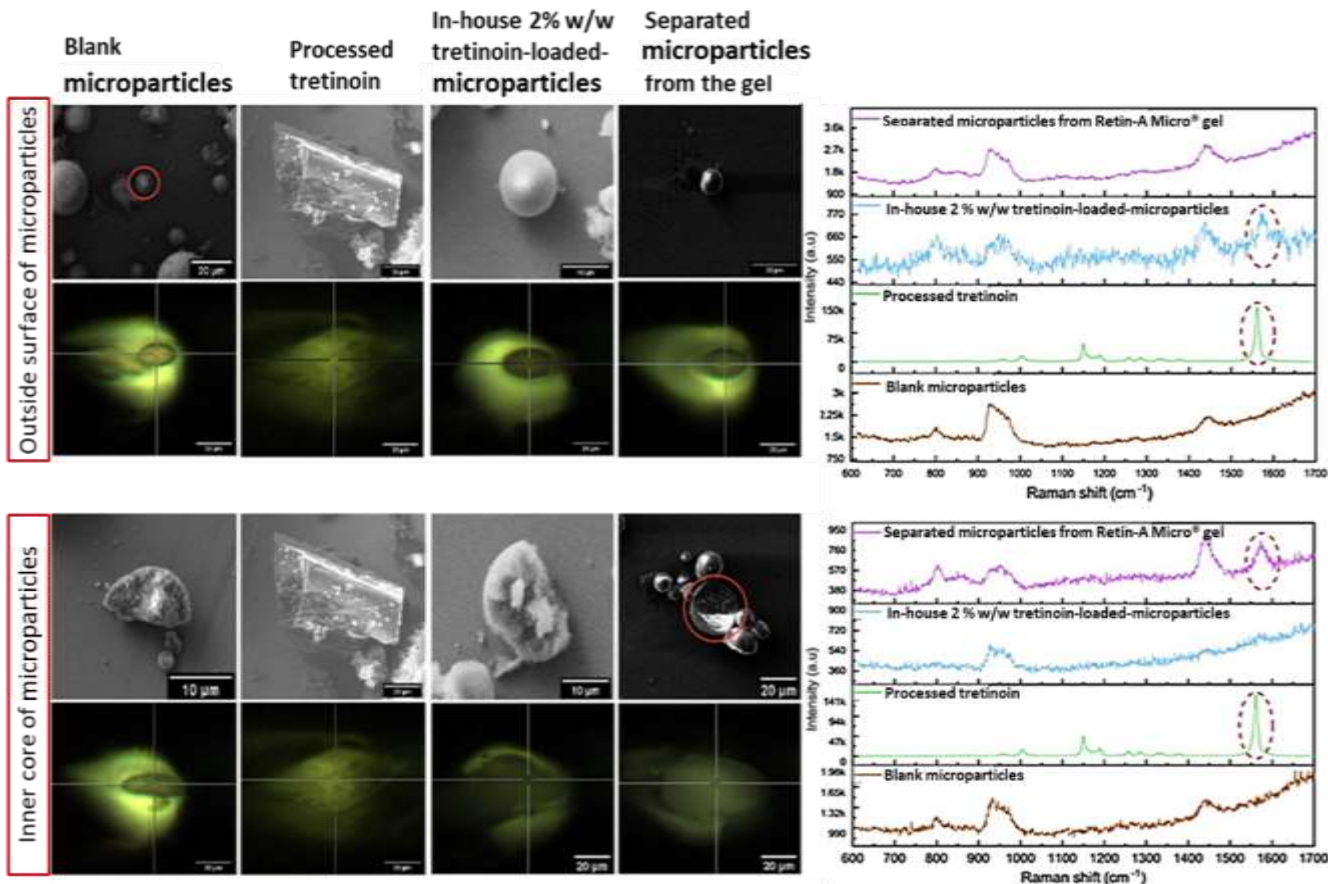 Blank
microparticles
Processed
tretinoin
In-house 2% w/w
tretinoin-loaded-
microparticles
Separated
microparticles
from the gel
Outside surface of microparticles
20 µm
Separated microparticles from Retin-A Micro® gel
3.6k
2.7k
1.8k
900
In-house 2 % w/w tretinoin-loaded-microparticles
770
660
550
440
Processed tretinoin
150k
75k
0
Blank microparticles
3k
2.25k
1.5k
750
Intensity (a.u)
600 700 800 900 1000 1100 1200 1300 1400 1500 1600 1700
Raman shift (cm⁻¹)
Inner core of microparticles
10 µm
10 µm
20 µm
20 µm
20 µm
Separated microparticles from Retin-A Micro® gel
950
760
570
380
In-house 2 % w/w tretinoin-loaded-microparticles
900
720
540
360
Processed tretinoin
141k
94k
47k
0
Blank microparticles
1.98k
1.65k
1.32k
990
Intensity (a.u)
600 700 800 900 1000 1100 1200 1300 1400 1500 1600 1700
Raman shift (cm⁻¹)